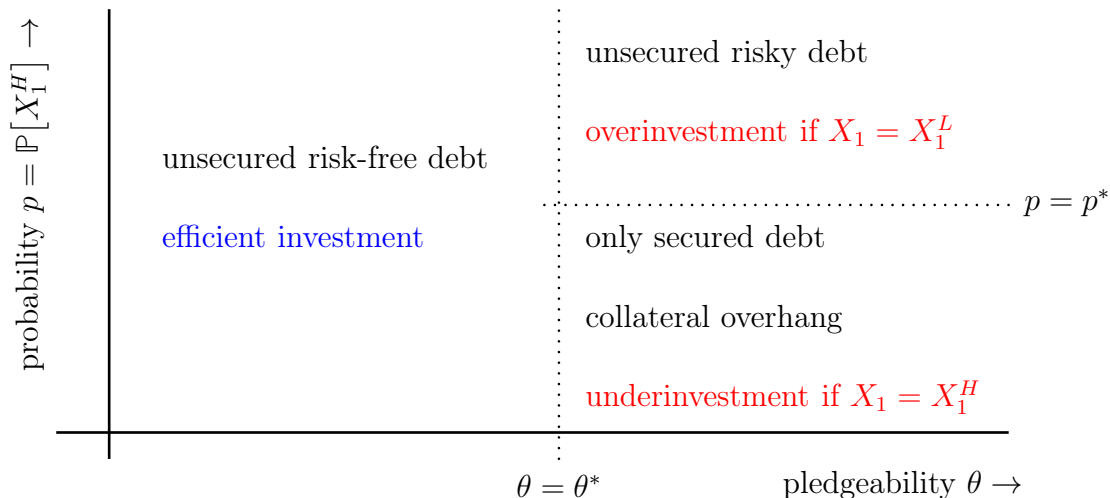 probability p = ℙ[X₁ᴴ] →
unsecured risk-free debt
efficient investment
unsecured risky debt
overinvestment if X₁ = X₁ᴸ
p = p*
only secured debt
collateral overhang
underinvestment if X₁ = X₁ᴴ
θ = θ*
pledgeability θ →